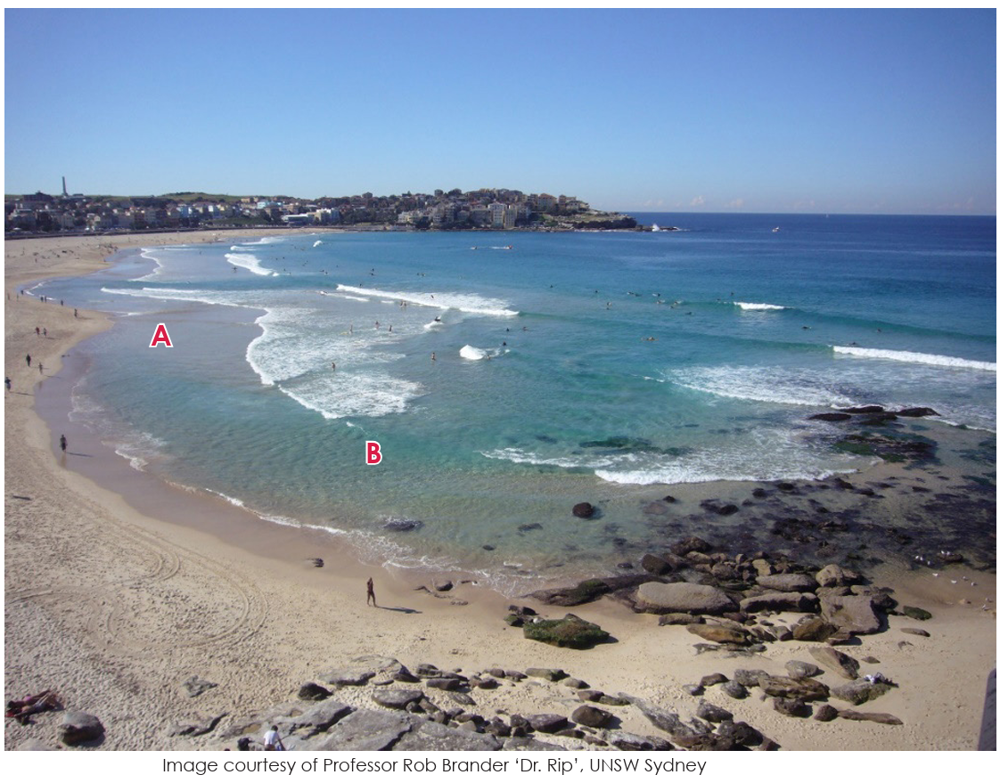 A
B
Image courtesy of Professor Rob Brander ‘Dr. Rip’, UNSW Sydney